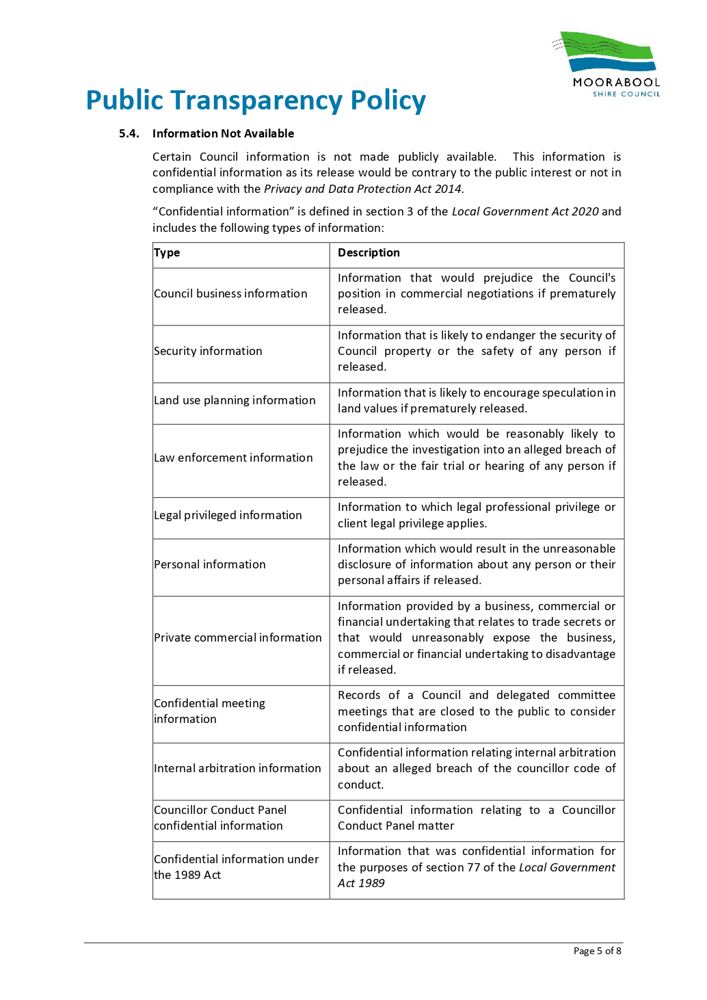 MOORABOOL
SHIRE COUNCIL
Public Transparency Policy
5.4. Information Not Available
Certain Council information is not made publicly available. This information is
confidential information as its release would be contrary to the public interest or not in
compliance with the Privacy and Data Protection Act 2014.
“Confidential information” is defined in section 3 of the Local Government Act 2020 and
includes the following types of information:
Type
Description
Council business information
Information that would prejudice the Council's
position in commercial negotiations if prematurely
released.
Security information
Information that is likely to endanger the security of
Council property or the safety of any person if
released.
Land use planning information
Information that is likely to encourage speculation in
land values if prematurely released.
Law enforcement information
Information which would be reasonably likely to
prejudice the investigation into an alleged breach of
the law or the fair trial or hearing of any person if
released.
Legal privileged information
Information to which legal professional privilege or
client legal privilege applies.
Personal information
Information which would result in the unreasonable
disclosure of information about any person or their
personal affairs if released.
Private commercial information
Information provided by a business, commercial or
financial undertaking that relates to trade secrets or
that would unreasonably expose the business,
commercial or financial undertaking to disadvantage
if released.
Confidential meeting
information
Records of a Council and delegated committee
meetings that are closed to the public to consider
confidential information
Internal arbitration information
Confidential information relating internal arbitration
about an alleged breach of the councillor code of
conduct.
Councillor Conduct Panel
confidential information
Confidential information relating to a Councillor
Conduct Panel matter
Confidential information under
the 1989 Act
Information that was confidential information for
the purposes of section 77 of the Local Government
Act 1989
Page 5 of 8